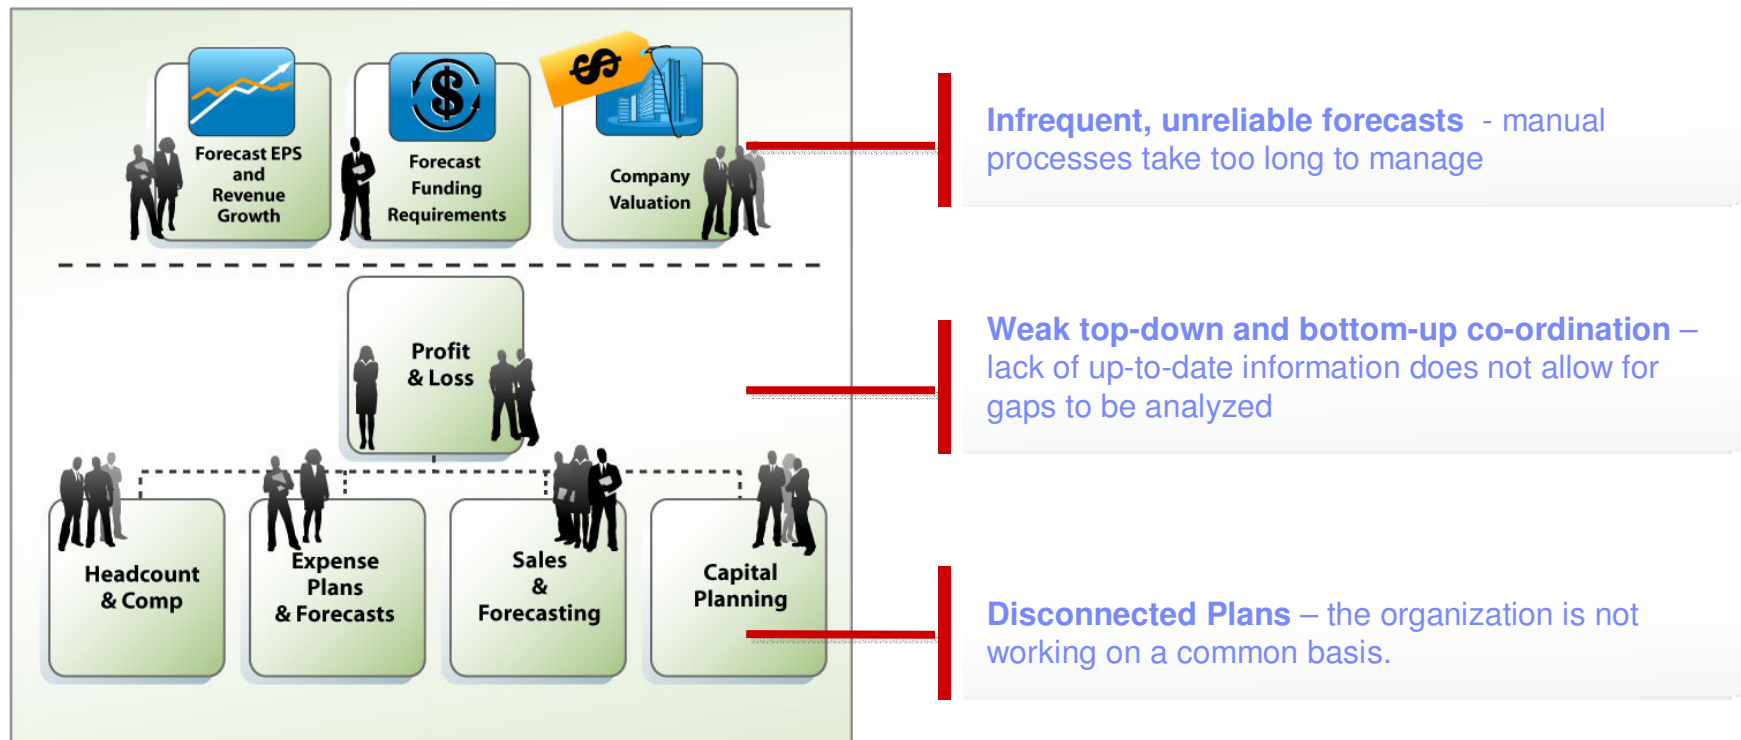 Forecast EPS
and
Revenue
Growth
Forecast
Funding
Requirements
Company
Valuation
Profit
& Loss
Headcount
& Comp
Expense
Plans
& Forecasts
Sales
&
Forecasting
Capital
Planning
Infrequent, unreliable forecasts - manual
processes take too long to manage
Weak top-down and bottom-up co-ordination –
lack of up-to-date information does not allow for
gaps to be analyzed
Disconnected Plans – the organization is not
working on a common basis.